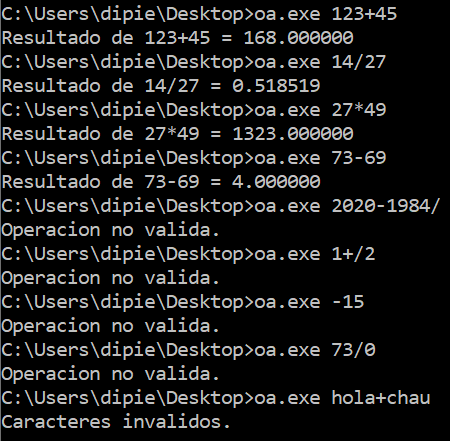 C:\Users\dipie\Desktop>oa.exe 123+45
Resultado de 123+45 = 168.000000
C:\Users\dipie\Desktop>oa.exe 14/27
Resultado de 14/27 = 0.518519
C:\Users\dipie\Desktop>oa.exe 27*49
Resultado de 27*49 = 1323.000000
C:\Users\dipie\Desktop>oa.exe 73-69
Resultado de 73-69 = 4.000000
C:\Users\dipie\Desktop>oa.exe 2020-1984/
Operacion no valida.
C:\Users\dipie\Desktop>oa.exe 1+/2
Operacion no valida.
C:\Users\dipie\Desktop>oa.exe -15
Operacion no valida.
C:\Users\dipie\Desktop>oa.exe 73/0
Operacion no valida.
C:\Users\dipie\Desktop>oa.exe hola+chau
Caracteres invalidos.